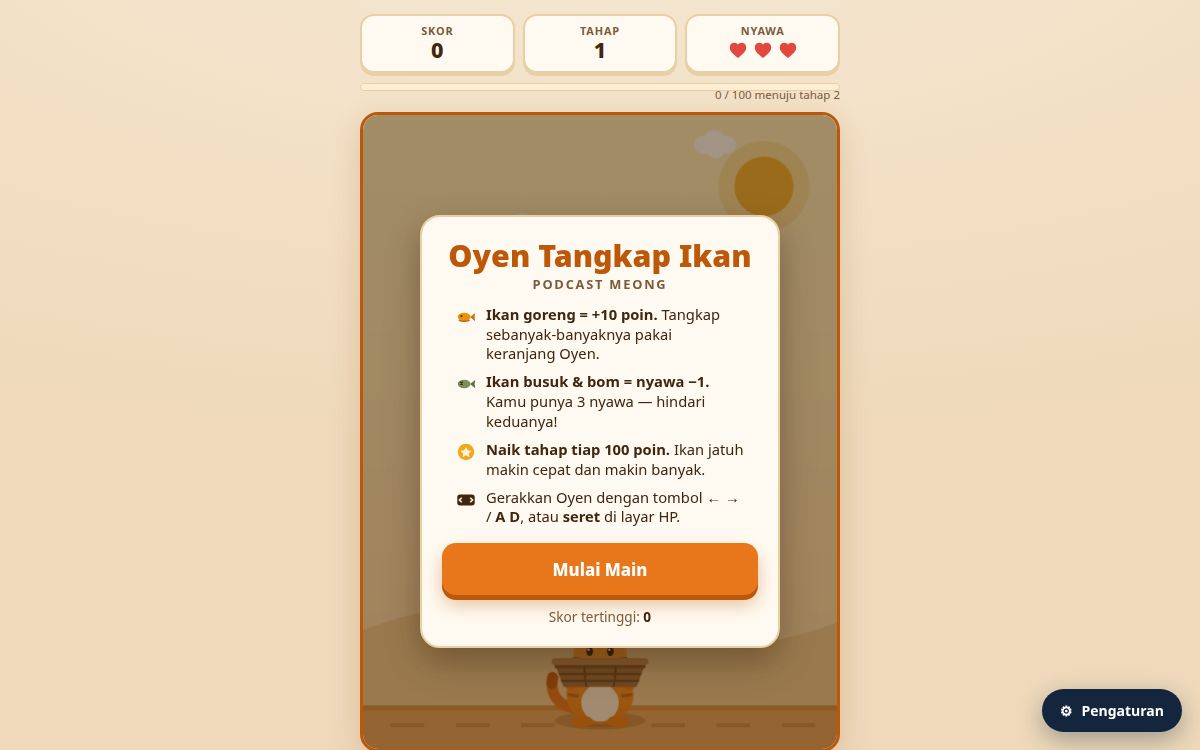 SKOR
0
TAHAP
1
NYAWA
0 / 100 menuju tahap 2
Oyen Tangkap Ikan
PODCAST MEONG
Ikan goreng = +10 poin. Tangkap
sebanyak-banyaknya pakai
keranjang Oyen.
Ikan busuk & bom = nyawa −1.
Kamu punya 3 nyawa — hindari
keduanya!
Naik tahap tiap 100 poin. Ikan jatuh
makin cepat dan makin banyak.
Gerakkan Oyen dengan tombol ← →
/ A D, atau seret di layar HP.
Mulai Main
Skor tertinggi: 0
⚙ Pengaturan